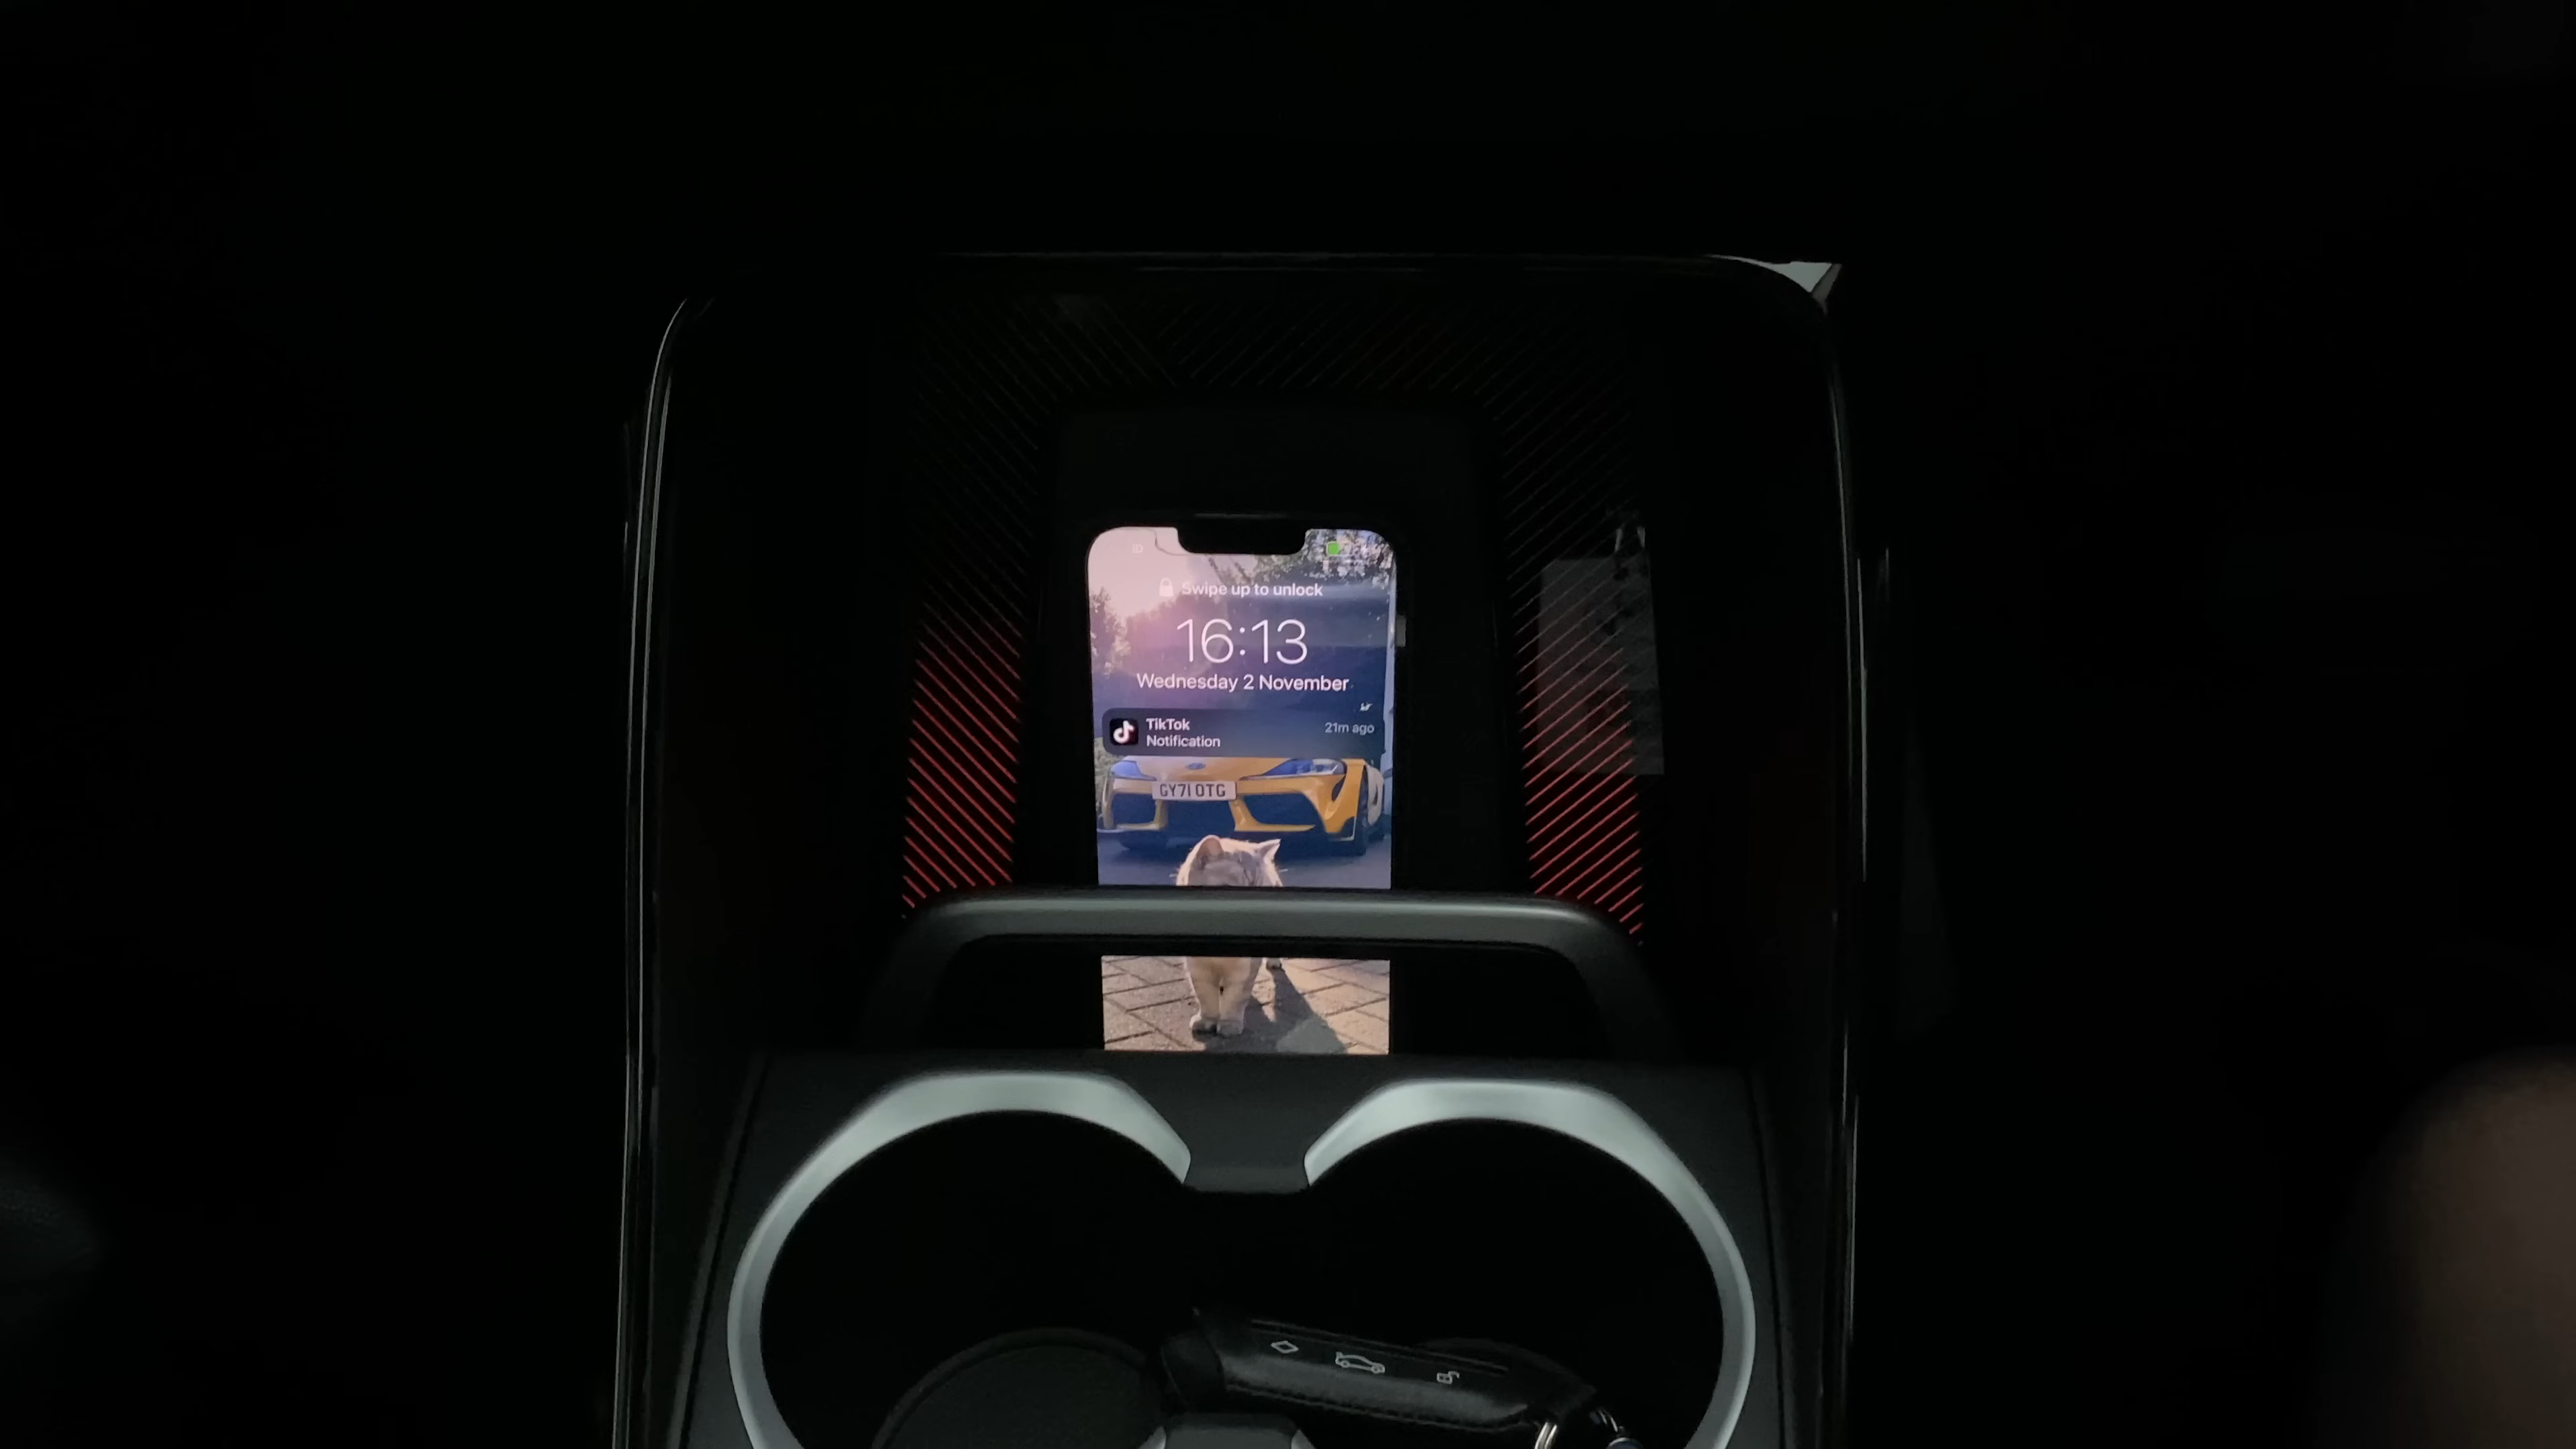 Swipe up to unlock
16:13
Wednesday 2 November
TikTok
21m ago
Notification
GY71 OTG